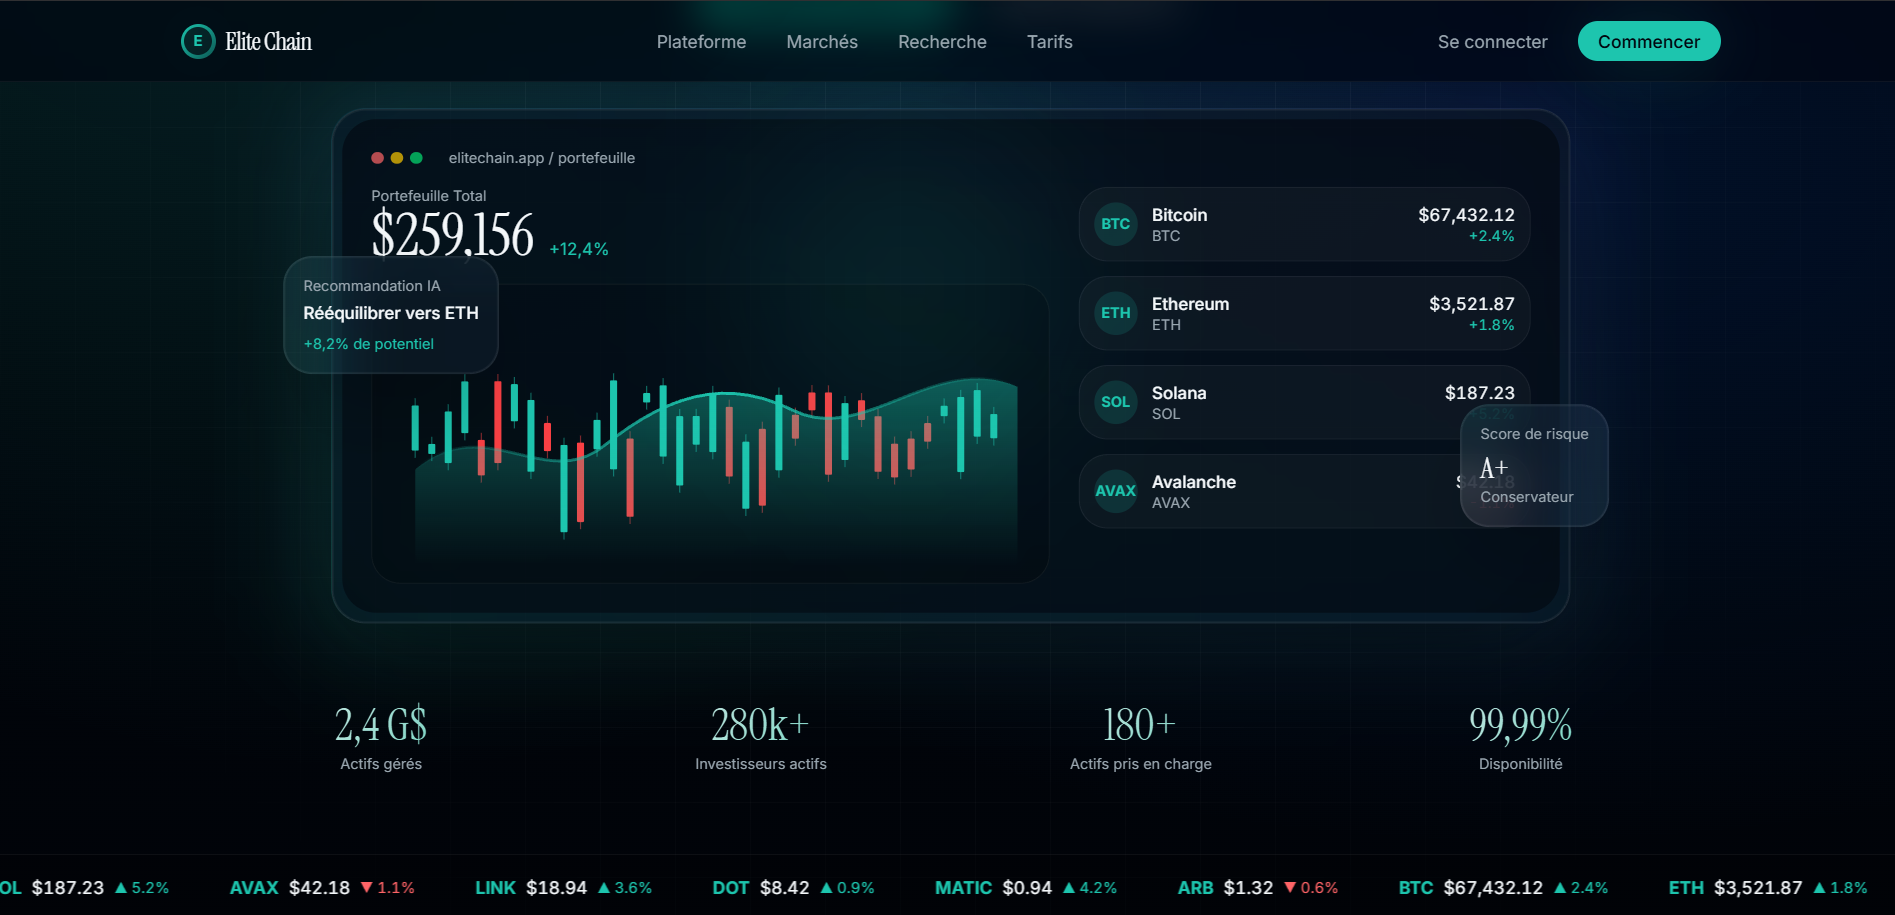 E Elite Chain
Plateforme Marchés Recherche Tarifs
Se connecter Commencer
elitechain.app / portefeuille
Portefeuille Total
$259,156 +12,4%
Recommandation IA
Rééquilibrer vers ETH
+8,2% de potentiel
BTC Bitcoin $67,432.12
BTC +2.4%
ETH Ethereum $3,521.87
ETH +1.8%
SOL Solana $187.23
SOL +5.2%
AVAX Avalanche $42.18
AVAX
Score de risque
A+
Conservateur
2,4 G$
Actifs gérés
280k+
Investisseurs actifs
180+
Actifs pris en charge
99,99%
Disponibilité
OL $187.23 ▲ 5.2% AVAX $42.18 ▼ 1.1% LINK $18.94 ▲ 3.6% DOT $8.42 ▲ 0.9% MATIC $0.94 ▲ 4.2% ARB $1.32 ▼ 0.6% BTC $67,432.12 ▲ 2.4% ETH $3,521.87 ▲ 1.8%